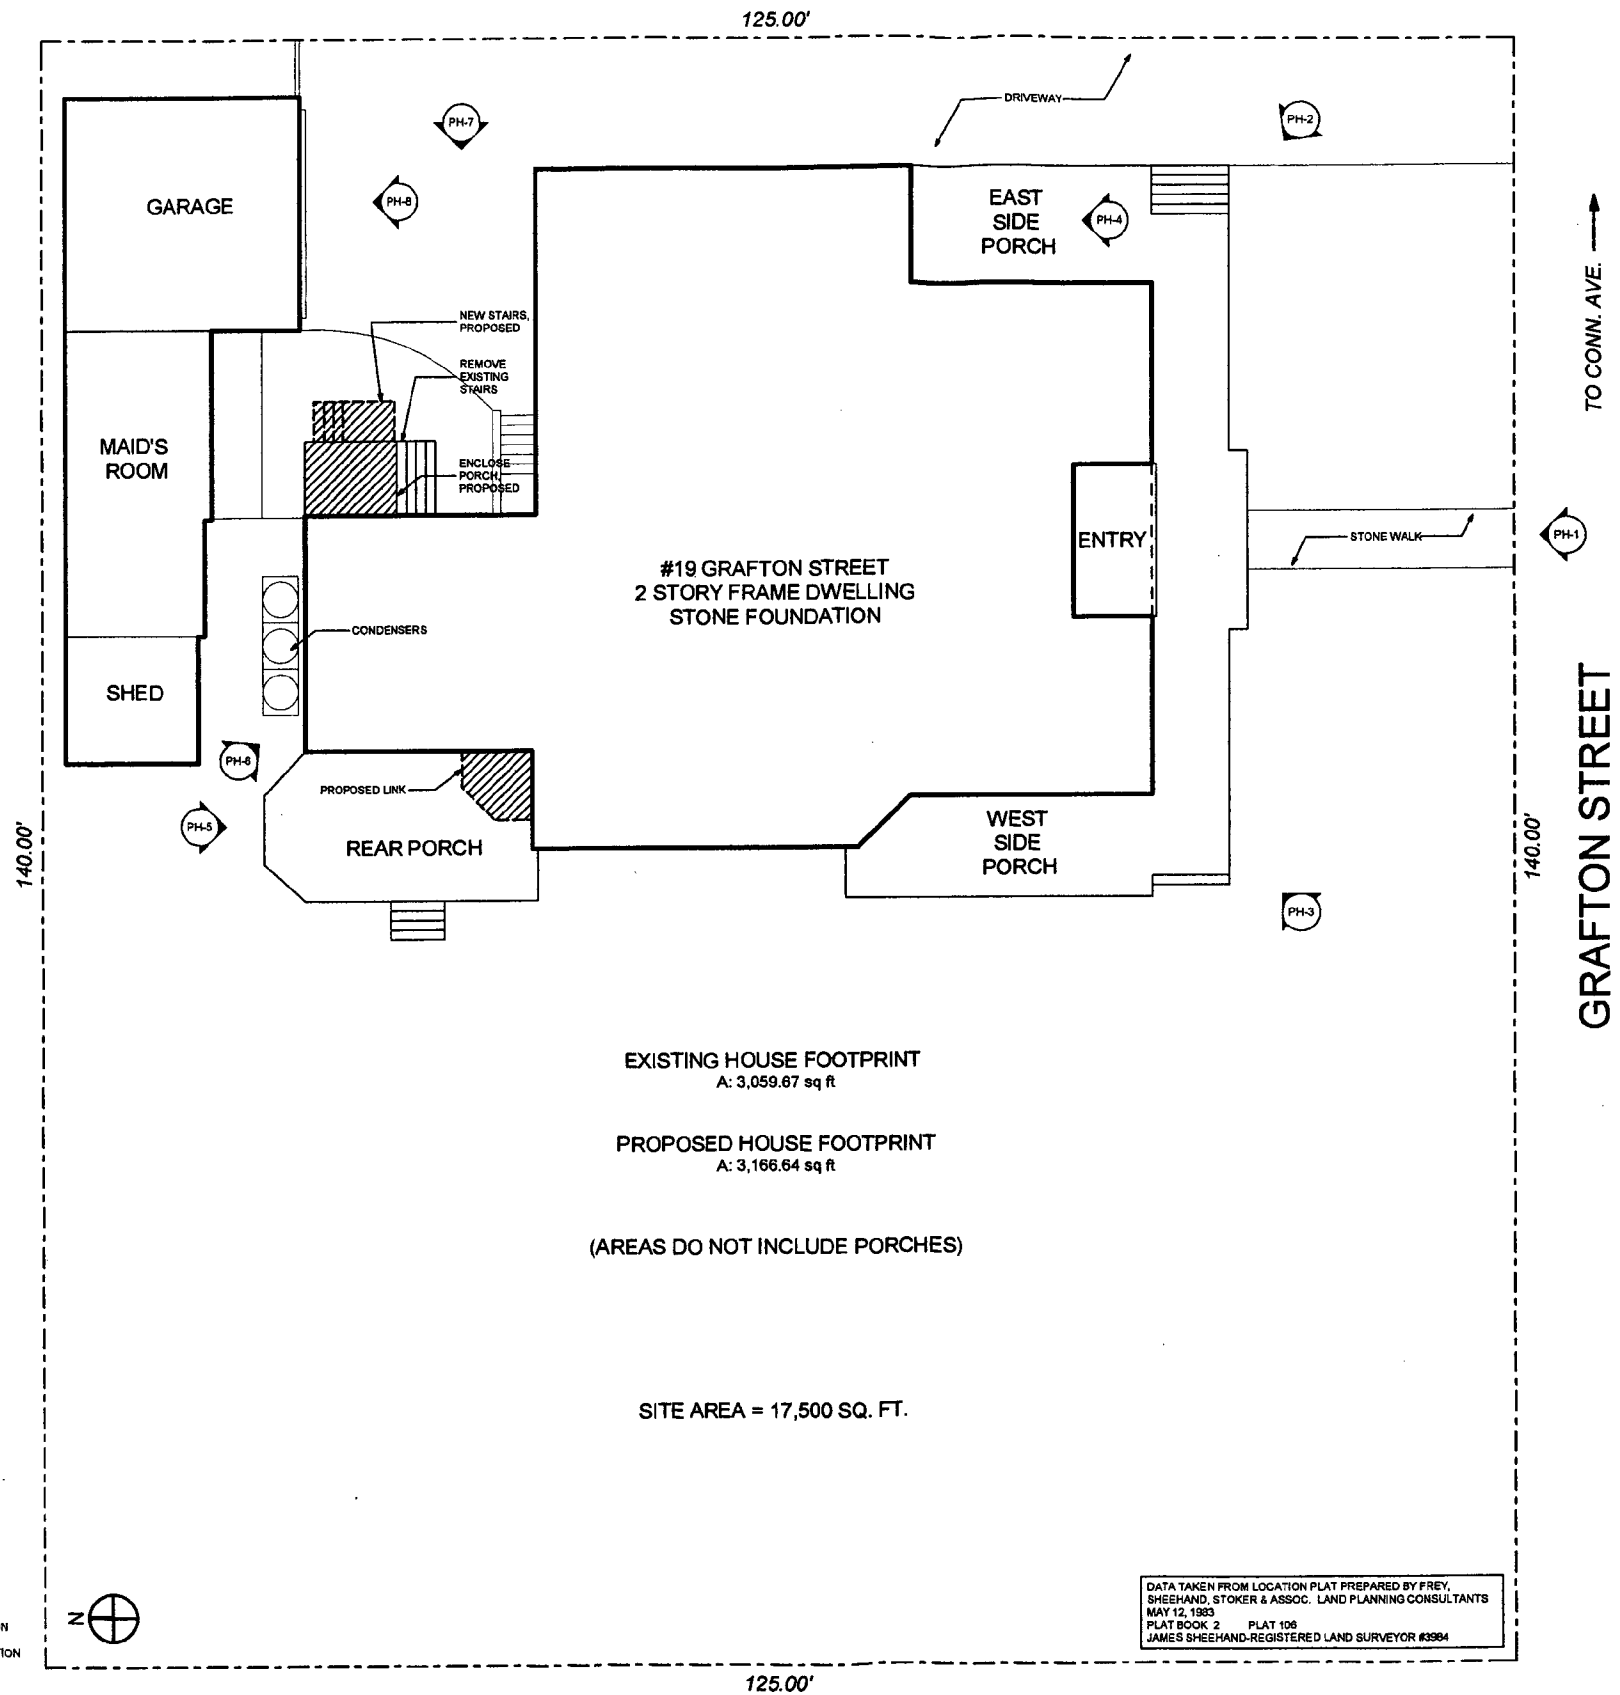 125.00'
DRIVEWAY
PH-7
PH-2
PH-8
GARAGE
EAST
SIDE
PORCH
PH-4
TO CONN. AVE.
NEW STAIRS,
PROPOSED
REMOVE
EXISTING
STAIRS
MAID'S
ROOM
ENCLOSE
PORCH,
PROPOSED
ENTRY
STONE WALK
PH-1
#19 GRAFTON STREET
2 STORY FRAME DWELLING
STONE FOUNDATION
CONDENSERS
SHED
PH-6
PROPOSED LINK
PH-5
REAR PORCH
WEST
SIDE
PORCH
140.00'
140.00'
GRAFTON STREET
PH-3
EXISTING HOUSE FOOTPRINT
A: 3,059.67 sq ft
PROPOSED HOUSE FOOTPRINT
A: 3,166.64 sq ft
(AREAS DO NOT INCLUDE PORCHES)
SITE AREA = 17,500 SQ. FT.
N
DATA TAKEN FROM LOCATION PLAT PREPARED BY FREY,
SHEEHAND, STOKER & ASSOC. LAND PLANNING CONSULTANTS
MAY 12, 1983
PLAT BOOK 2 PLAT 106
JAMES SHEEHAND-REGISTERED LAND SURVEYOR #3984
125.00'